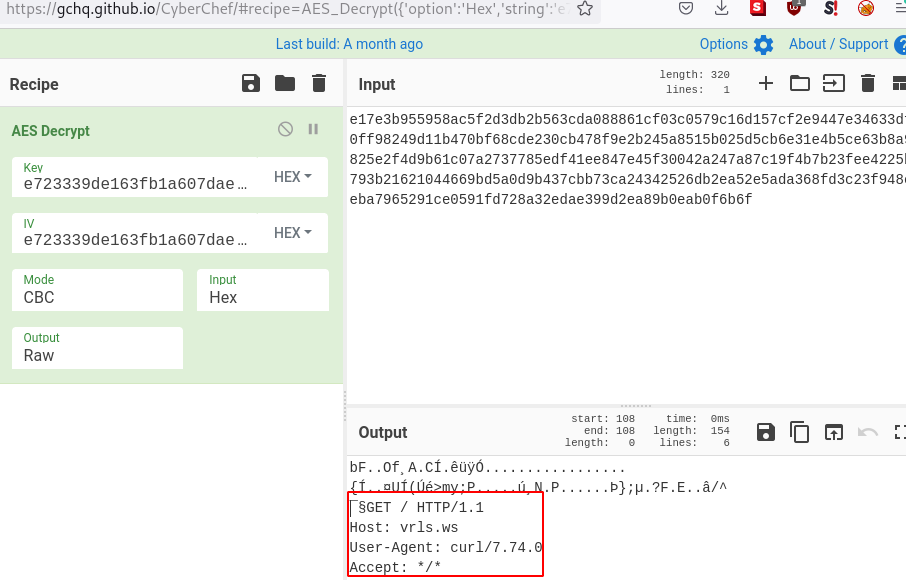 https://gchq.github.io/CyberChef/#recipe=AES_Decrypt({'option':'Hex','string':'e
Last build: A month ago
Options
About / Support
Recipe
AES Decrypt
Key
e723339de163fb1a607dae…
HEX
IV
e723339de163fb1a607dae…
HEX
Mode
CBC
Input
Hex
Output
Raw
Input
length: 320
lines: 1
e17e3b955958ac5f2d3db2b563cda088861cf03c0579c16d157cf2e9447e34633d
0ff98249d11b470bf68cde230cb478f9e2b245a8515b025d5cb6e31e4b5ce63b8a
825e2f4d9b61c07a2737785edf41ee847e45f30042a247a87c19f4b7b23fee4225
793b21621044669bd5a0d9b437cbb73ca24342526db2ea52e5ada368fd3c23f948
eba7965291ce0591fd728a32edae399d2ea89b0eab0f6b6f
Output
start: 108
end: 108
length: 0
time: 0ms
length: 154
lines: 6
bF..Of¸A.CÍ.êüÿÓ.................
{Í..¤UÍ(Úé>my;P.....ú¸N.P......Þ};µ.?F.E..â/^
§GET / HTTP/1.1
Host: vrls.ws
User-Agent: curl/7.74.0
Accept: */*